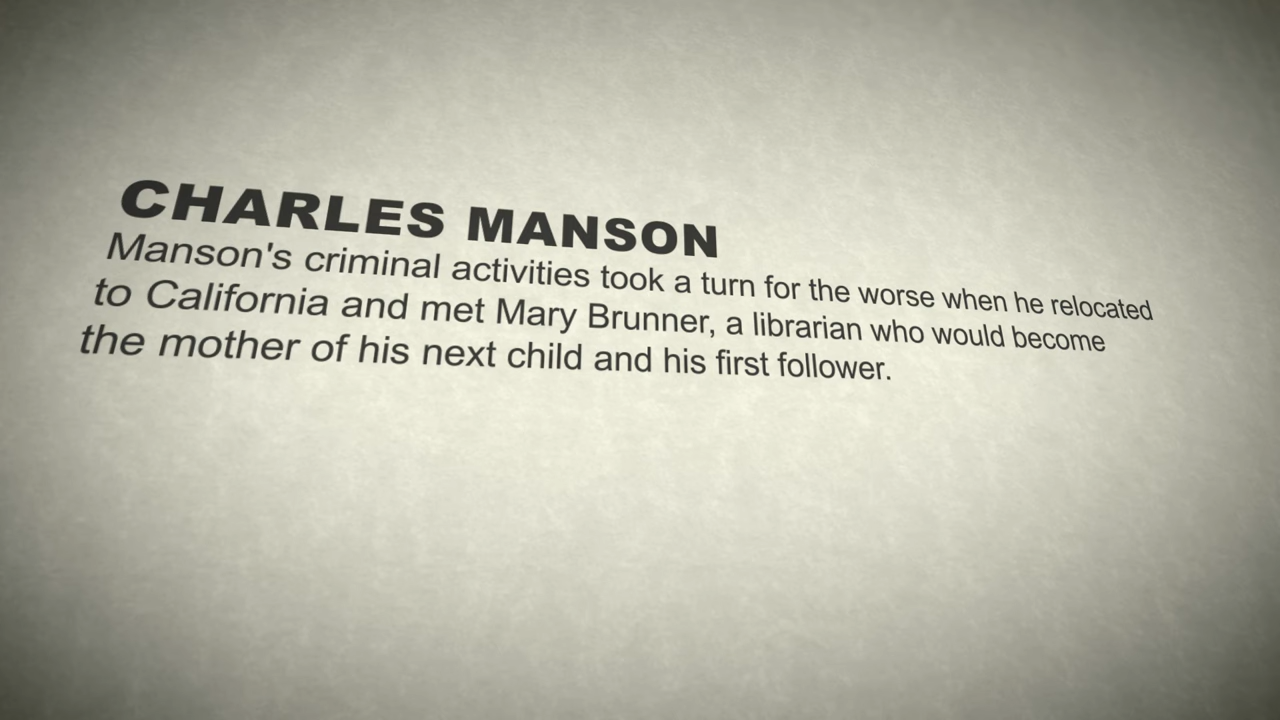 CHARLES MANSON
Manson's criminal activities took a turn for the worse when he relocated
to California and met Mary Brunner, a librarian who would become
the mother of his next child and his first follower.